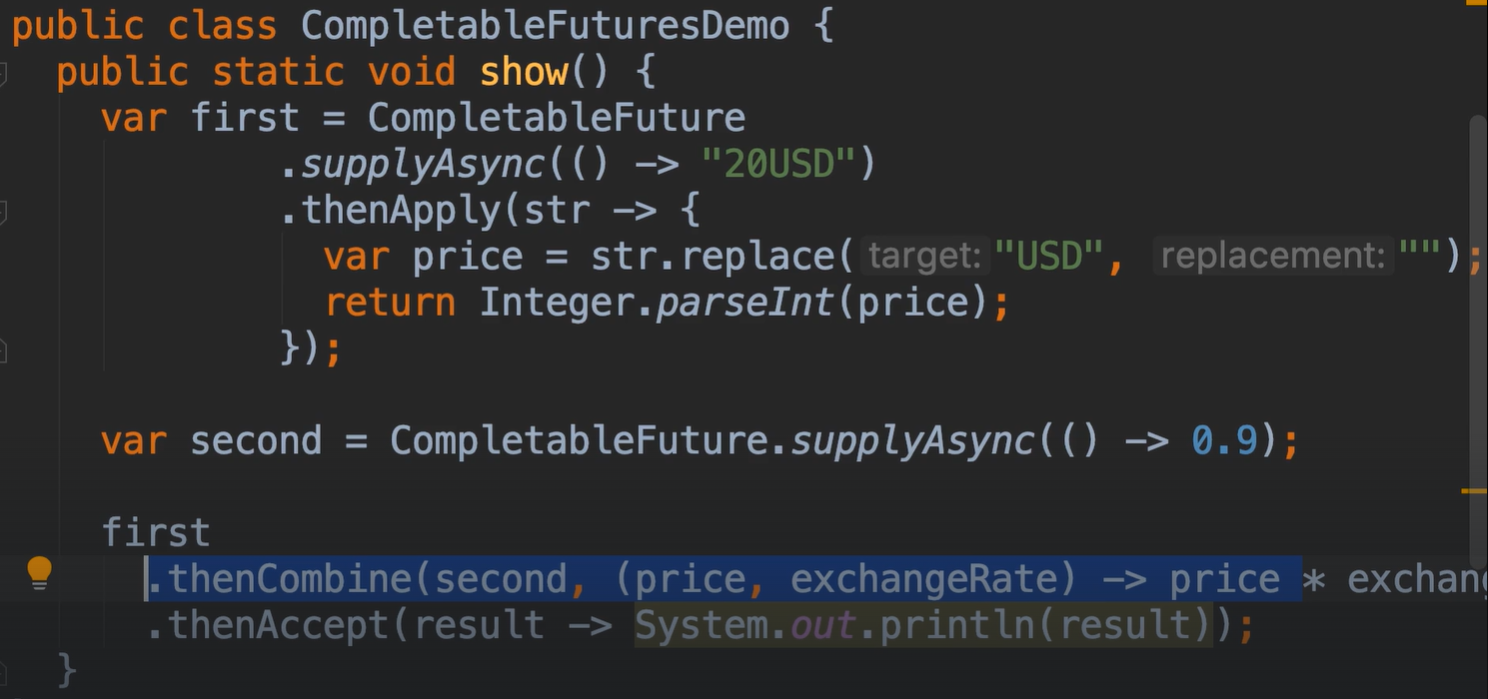 public class CompletableFuturesDemo {
public static void show() {
var first = CompletableFuture
.supplyAsync(() -> "20USD")
.thenApply(str -> {
var price = str.replace( target: "USD", replacement: "");
return Integer.parseInt(price);
});
var second = CompletableFuture.supplyAsync(() -> 0.9);
first
.thenCombine(second, (price, exchangeRate) -> price * exchang
.thenAccept(result -> System.out.println(result));
}